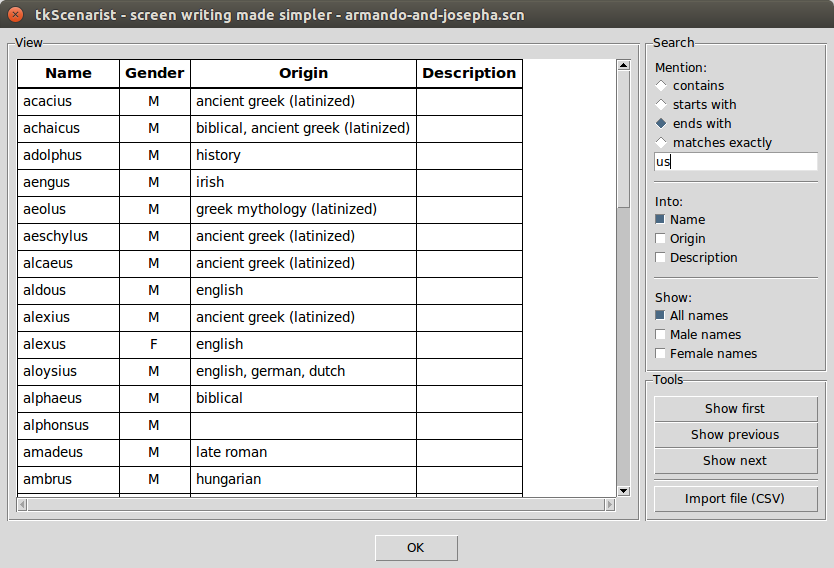 tkScenarist - screen writing made simpler - armando-and-josepha.scn
View
Name Gender Origin Description
acacius M ancient greek (latinized)
achaicus M biblical, ancient greek (latinized)
adolphus M history
aengus M irish
aeolus M greek mythology (latinized)
aeschylus M ancient greek (latinized)
alcaeus M ancient greek (latinized)
aldous M english
alexius M ancient greek (latinized)
alexus F english
aloysius M english, german, dutch
alphaeus M biblical
alphonsus M
amadeus M late roman
ambrus M hungarian
Search
Mention:
contains
starts with
ends with
matches exactly
us
Into:
Name
Origin
Description
Show:
All names
Male names
Female names
Tools
Show first
Show previous
Show next
Import file (CSV)
OK